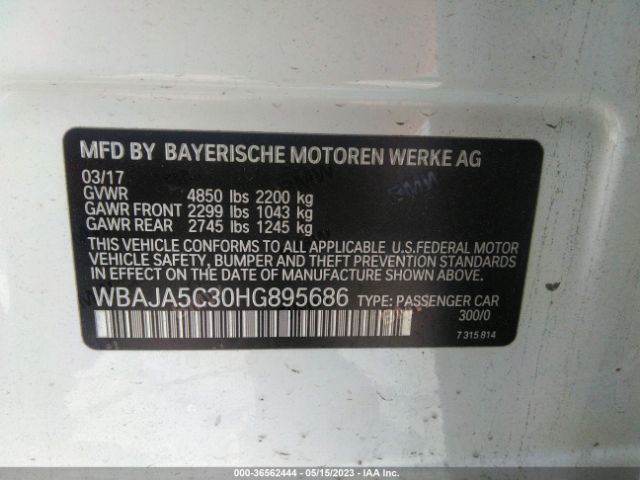 MFD BY BAYERISCHE MOTOREN WERKE AG
03/17
GVWR 4850 lbs 2200 kg
GAWR FRONT 2299 lbs 1043 kg
GAWR REAR 2745 lbs 1245 kg
THIS VEHICLE CONFORMS TO ALL APPLICABLE U.S.FEDERAL MOTOR
VEHICLE SAFETY, BUMPER AND THEFT PREVENTION STANDARDS
IN EFFECT ON THE DATE OF MANUFACTURE SHOWN ABOVE.
WBAJA5C30HG895686 TYPE: PASSENGER CAR
300/0
7 315 814
000-36562444 - 05/15/2023 - IAA Inc.